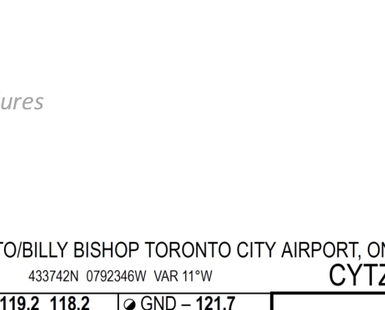 ures
TO/BILLY BISHOP TORONTO CITY AIRPORT, ON
433742N 0792346W VAR 11°W
CYTZ
119.2 118.2
GND – 121.7